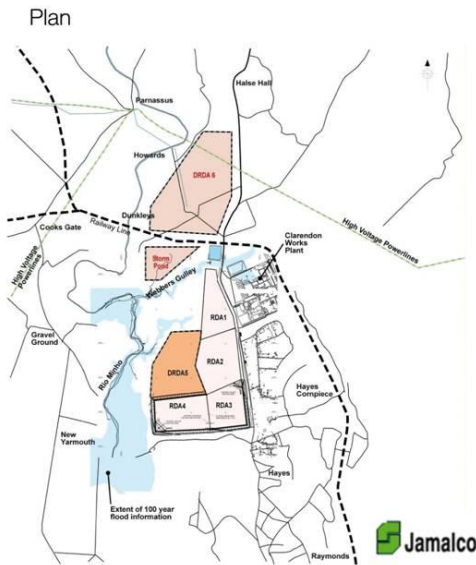 Plan
Halse Hall
Parnassus
Howards
DRDA 6
Dunkleys
Railway Line
Cooks Gate
High Voltage
Powerlines
High Voltage Powerlines
Storm
Pond
Clarendon
Works
Plant
Webbers Gulley
RDA1
Gravel
Ground
Rio Minho
RDA2
DRDA5
Hayes
Compiece
RDA4
RDA3
New
Yarmouth
Hayes
Extent of 100 year
flood information
Jamalco
Raymonds